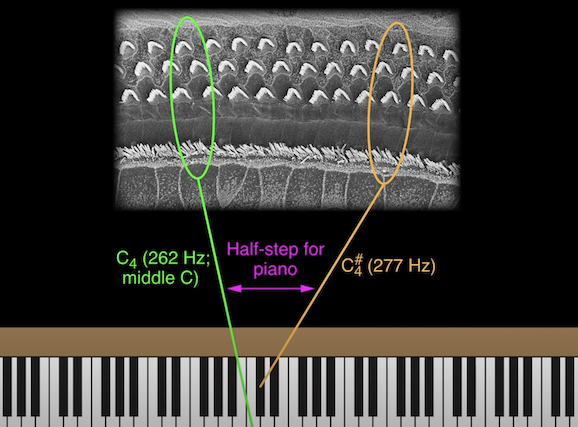 C4 (262 Hz;
middle C)
Half-step for
piano
C#4 (277 Hz)